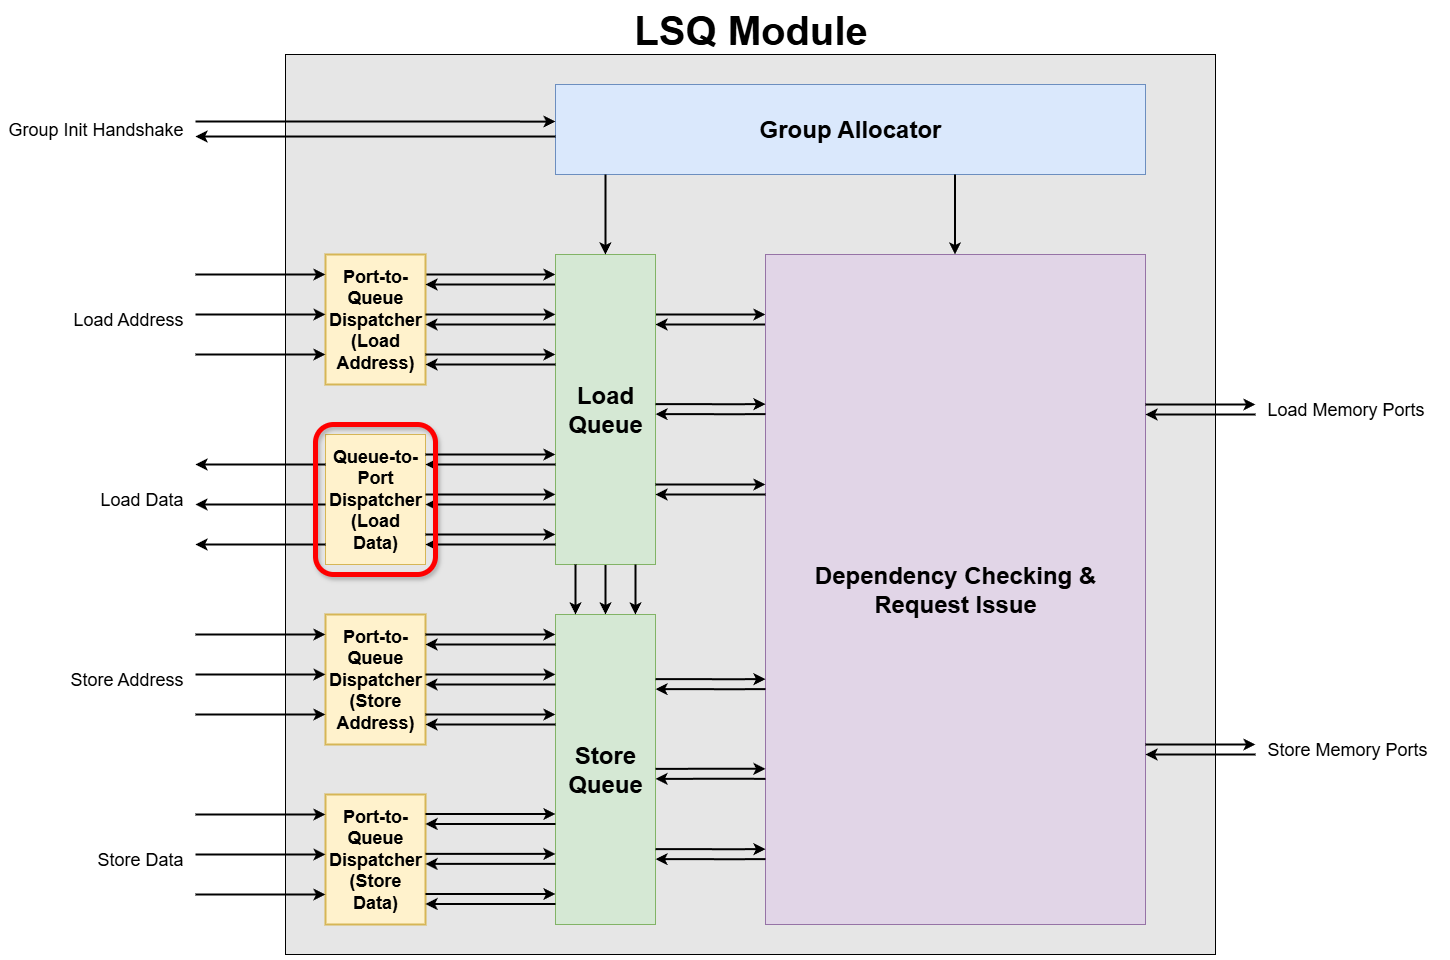 LSQ Module
Group Init Handshake
Group Allocator
Load Address
Port-to-
Queue
Dispatcher
(Load
Address)
Load
Queue
Load Data
Queue-to-
Port
Dispatcher
(Load
Data)
Dependency Checking &
Request Issue
Load Memory Ports
Store Address
Port-to-
Queue
Dispatcher
(Store
Address)
Store
Queue
Store Memory Ports
Store Data
Port-to-
Queue
Dispatcher
(Store
Data)